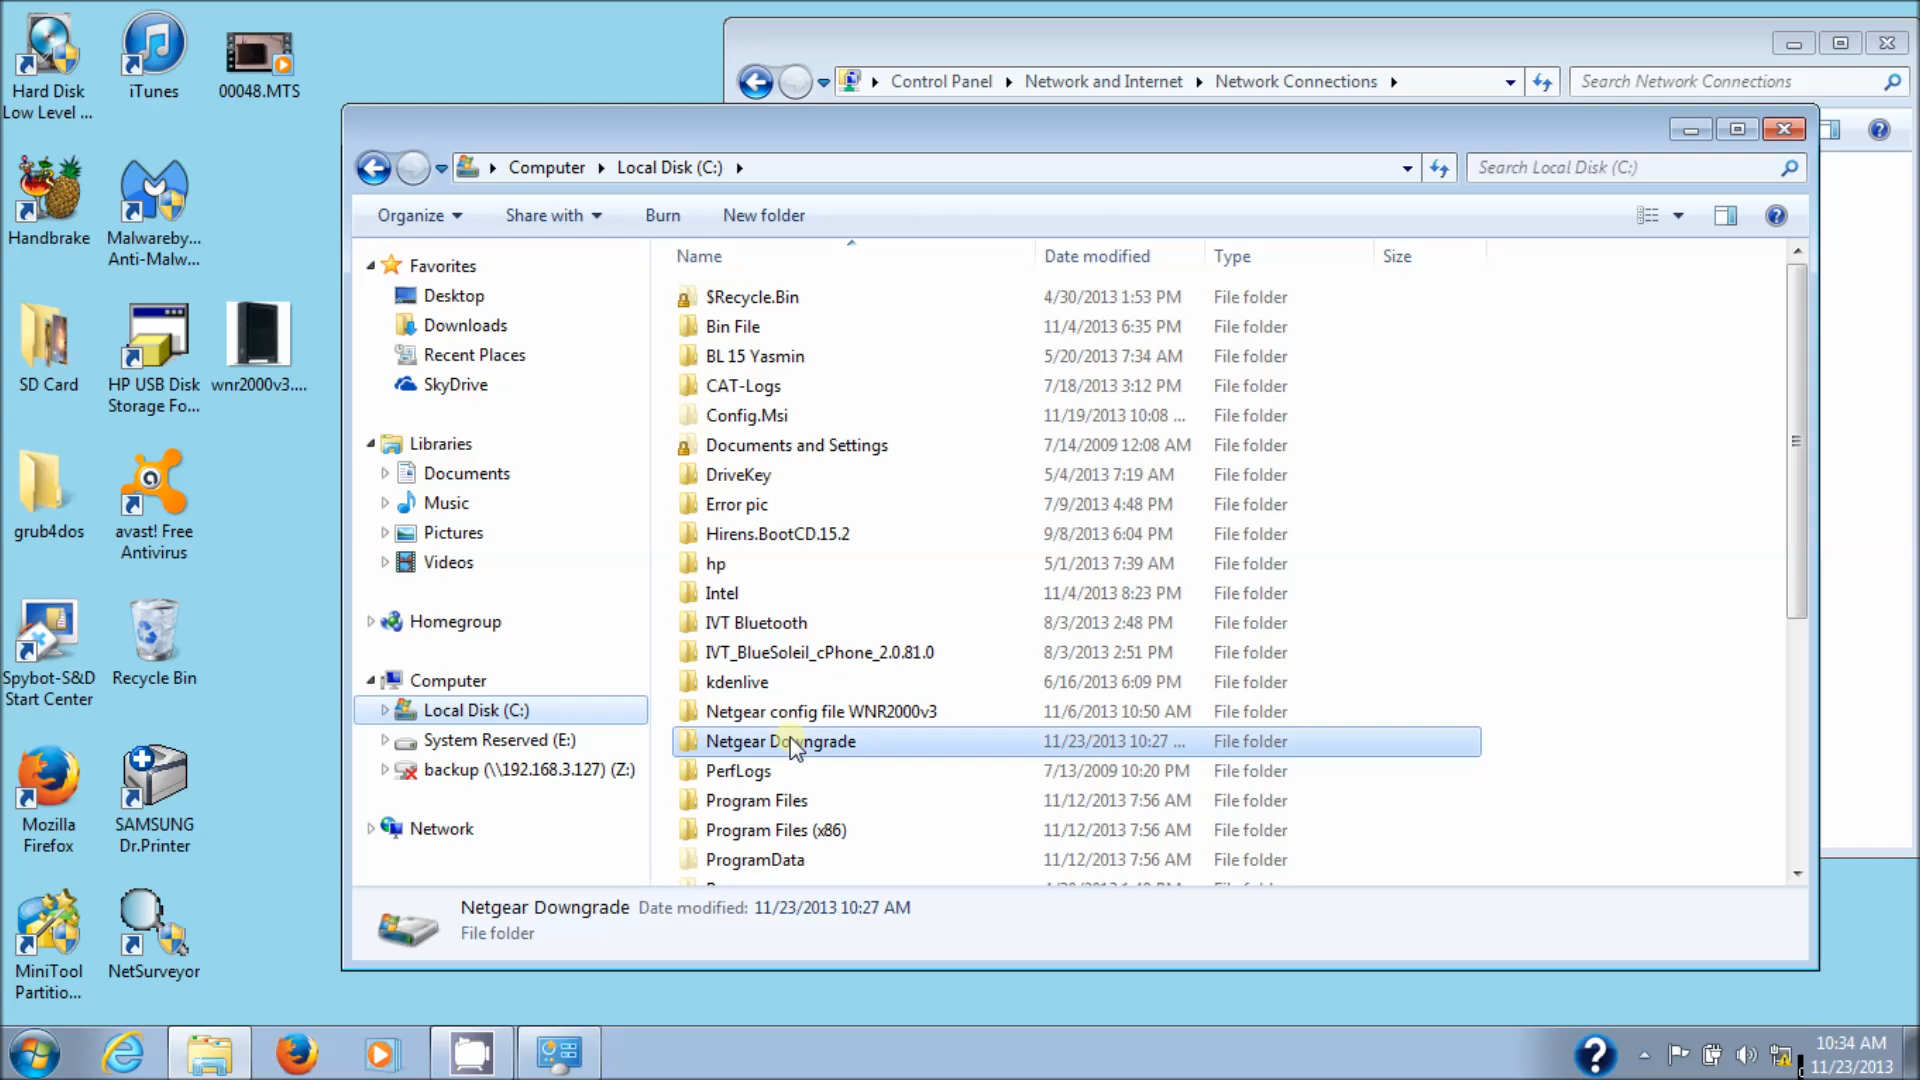 Hard Disk
Low Level ...
iTunes
00048.MTS
Handbrake
Malwareby...
Anti-Malw...
SD Card
HP USB Disk
Storage Fo...
wnr2000v3....
grub4dos
avast! Free
Antivirus
Spybot-S&D
Start Center
Recycle Bin
Mozilla
Firefox
SAMSUNG
Dr.Printer
MiniTool
Partitio...
NetSurveyor
Control Panel Network and Internet Network Connections
Search Network Connections
Computer Local Disk (C:)
Search Local Disk (C:)
Organize Share with Burn New folder
Favorites
Desktop
Downloads
Recent Places
SkyDrive
Libraries
Documents
Music
Pictures
Videos
Homegroup
Computer
Local Disk (C:)
System Reserved (E:)
backup (\\192.168.3.127) (Z:)
Network
Name Date modified Type Size
$Recycle.Bin 4/30/2013 1:53 PM File folder
Bin File 11/4/2013 6:35 PM File folder
BL 15 Yasmin 5/20/2013 7:34 AM File folder
CAT-Logs 7/18/2013 3:12 PM File folder
Config.Msi 11/19/2013 10:08 ... File folder
Documents and Settings 7/14/2009 12:08 AM File folder
DriveKey 5/4/2013 7:19 AM File folder
Error pic 7/9/2013 4:48 PM File folder
Hirens.BootCD.15.2 9/8/2013 6:04 PM File folder
hp 5/1/2013 7:39 AM File folder
Intel 11/4/2013 8:23 PM File folder
IVT Bluetooth 8/3/2013 2:48 PM File folder
IVT_BlueSoleil_cPhone_2.0.81.0 8/3/2013 2:51 PM File folder
kdenlive 6/16/2013 6:09 PM File folder
Netgear config file WNR2000v3 11/6/2013 10:50 AM File folder
Netgear Downgrade 11/23/2013 10:27 ... File folder
PerfLogs 7/13/2009 10:20 PM File folder
Program Files 11/12/2013 7:56 AM File folder
Program Files (x86) 11/12/2013 7:56 AM File folder
ProgramData 11/12/2013 7:56 AM File folder
Netgear Downgrade Date modified: 11/23/2013 10:27 AM
File folder
10:34 AM
11/23/2013